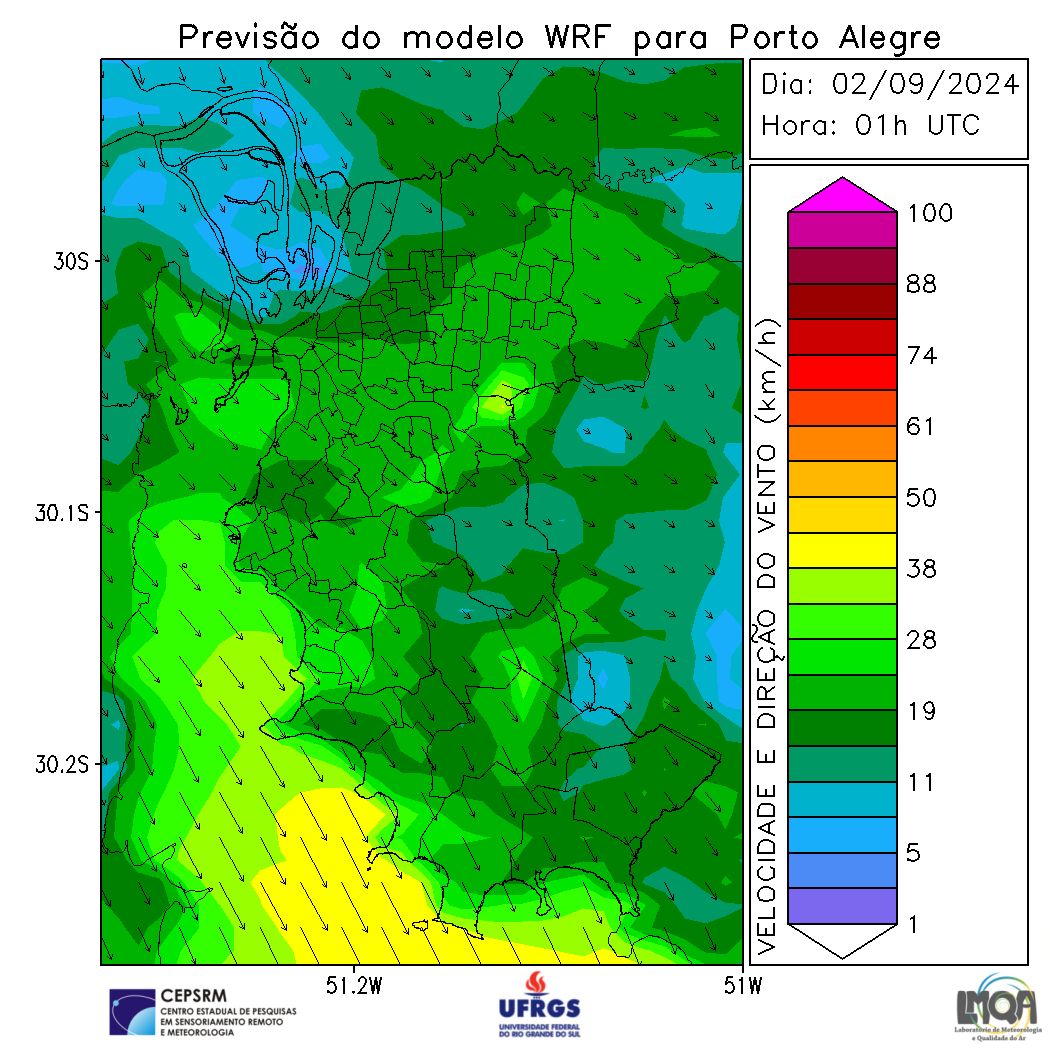 Previsão do modelo WRF para Porto Alegre
Dia: 02/09/2024
Hora: 01h UTC
30S
30.1S
30.2S
51.2W
51W
VELOCIDADE E DIREÇÃO DO VENTO (km/h)
100
88
74
61
50
38
28
19
11
5
1
CEPSRM
CENTRO ESTADUAL DE PESQUISAS
EM SENSORIAMENTO REMOTO
E METEOROLOGIA
UFRGS
UNIVERSIDADE FEDERAL
DO RIO GRANDE DO SUL
LMQA
Laboratório de Meteorologia
e Qualidade do Ar